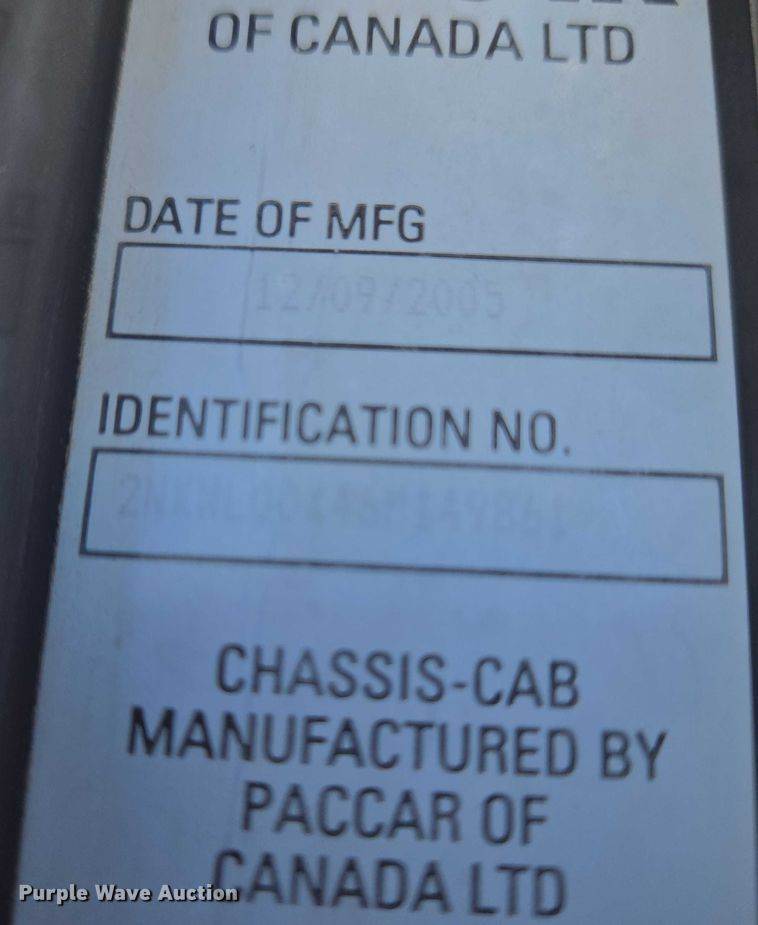 OF CANADA LTD
DATE OF MFG
12/09/2005
IDENTIFICATION NO.
CHASSIS-CAB
MANUFACTURED BY
PACCAR OF
CANADA LTD
Purple Wave Auction